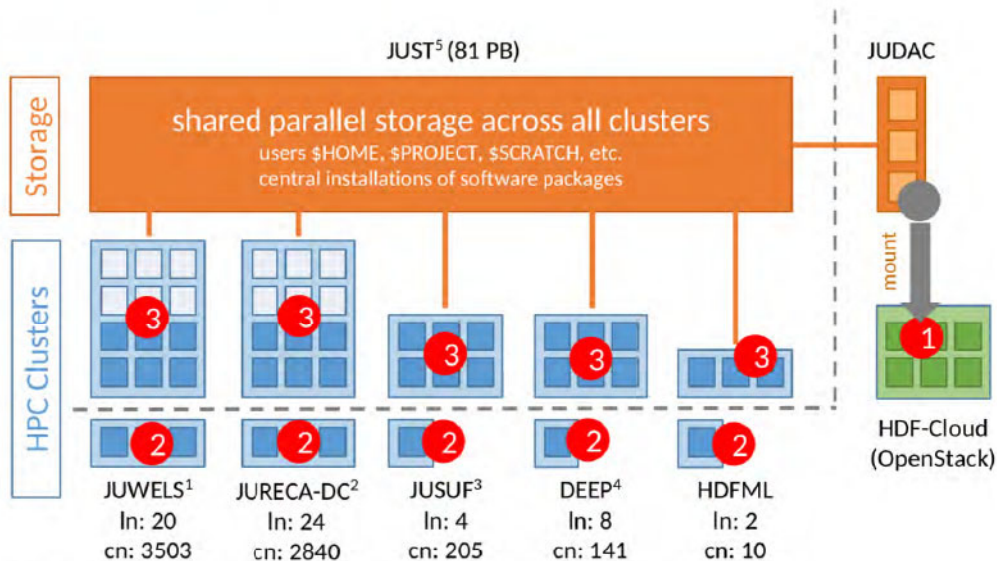 JUST⁵ (81 PB)
JUDAC
Storage
shared parallel storage across all clusters
users $HOME, $PROJECT, $SCRATCH, etc.
central installations of software packages
mount
HPC Clusters
3
3
3
3
3
1
2
2
2
2
2
HDF-Cloud
(OpenStack)
JUWELS¹
ln: 20
cn: 3503
JURECA-DC²
ln: 24
cn: 2840
JUSUF³
ln: 4
cn: 205
DEEP⁴
ln: 8
cn: 141
HDFML
ln: 2
cn: 10